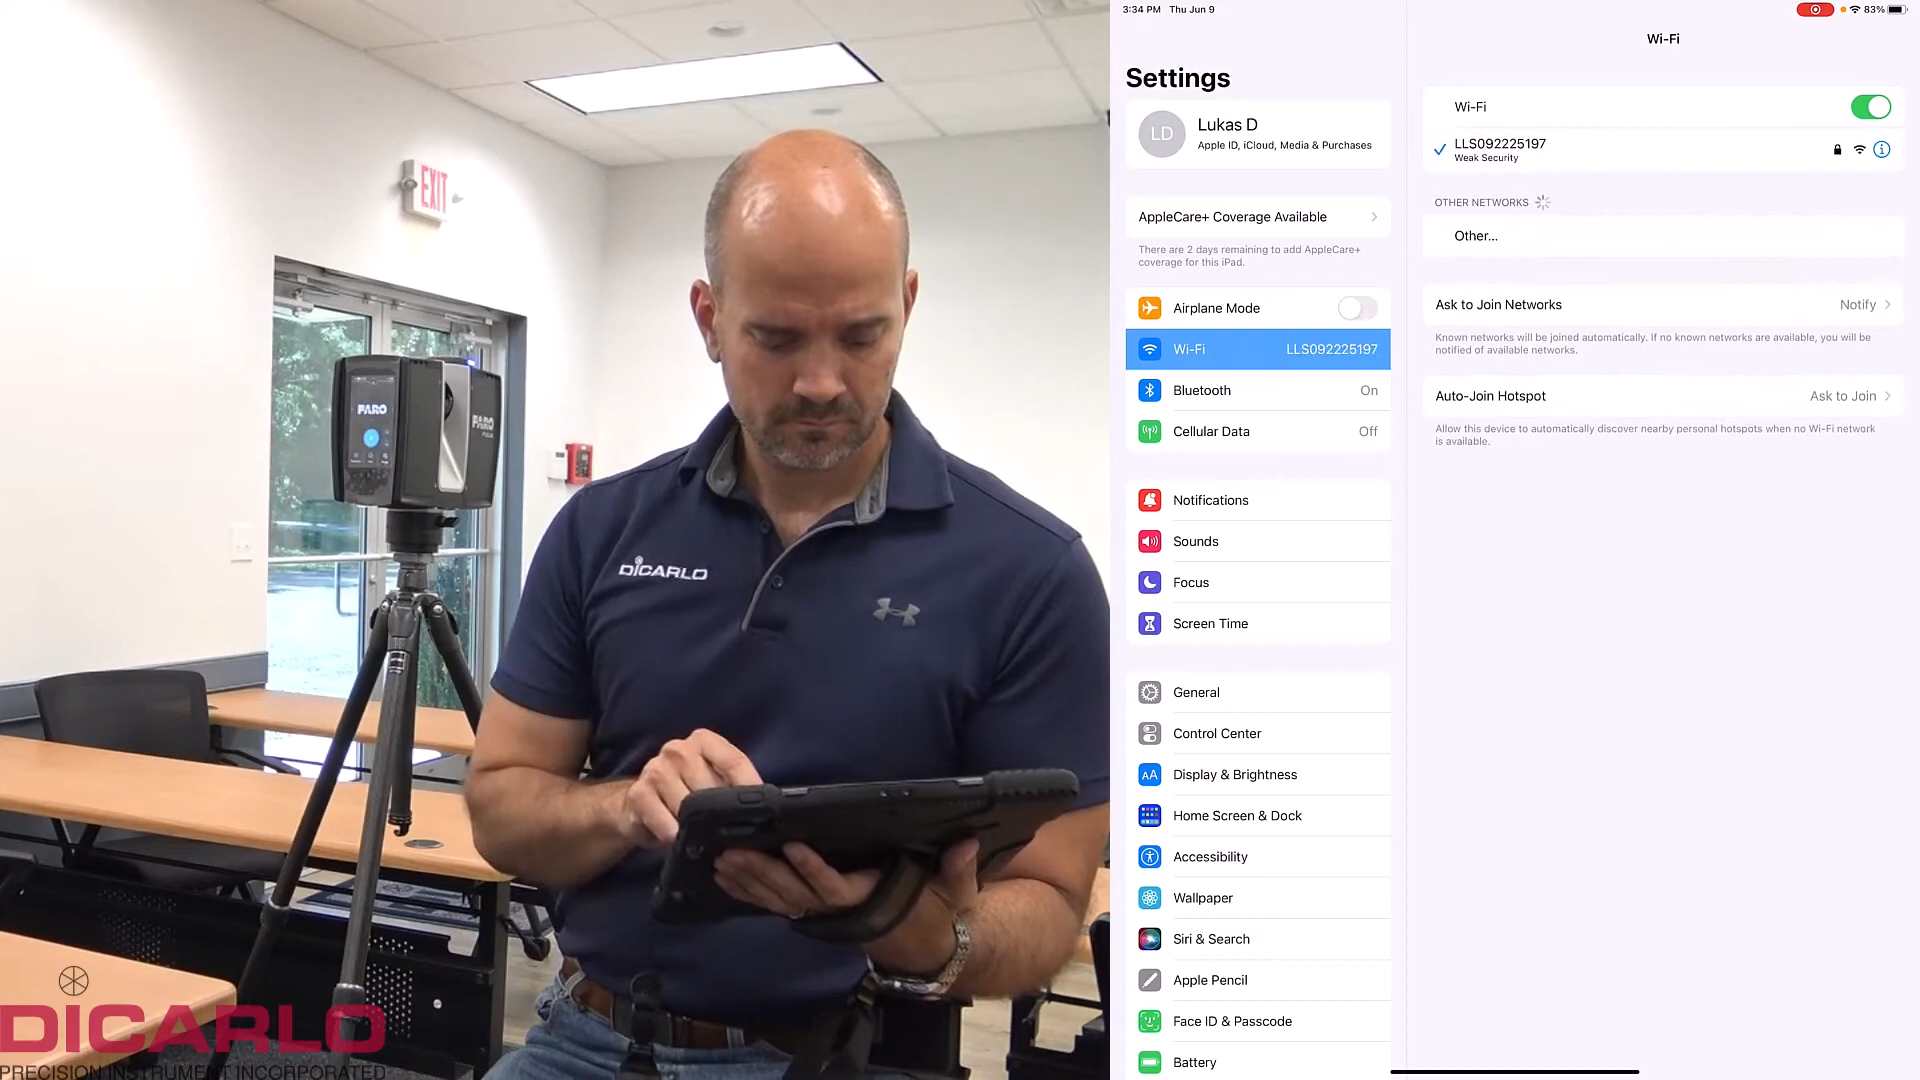 EXIT
FARO
FARO
DICARLO
DICARLO
PRECISION INSTRUMENT INCORPORATED
3:34 PM Thu Jun 9
83%
Settings
LD
Lukas D
Apple ID, iCloud, Media & Purchases
AppleCare+ Coverage Available
There are 2 days remaining to add AppleCare+
coverage for this iPad.
Airplane Mode
Wi-Fi LLS092225197
Bluetooth On
Cellular Data Off
Notifications
Sounds
Focus
Screen Time
General
Control Center
AA Display & Brightness
Home Screen & Dock
Accessibility
Wallpaper
Siri & Search
Apple Pencil
Face ID & Passcode
Battery
Wi-Fi
Wi-Fi
LLS092225197
Weak Security
OTHER NETWORKS
Other...
Ask to Join Networks Notify
Known networks will be joined automatically. If no known networks are available, you will be
notified of available networks.
Auto-Join Hotspot Ask to Join
Allow this device to automatically discover nearby personal hotspots when no Wi-Fi network
is available.